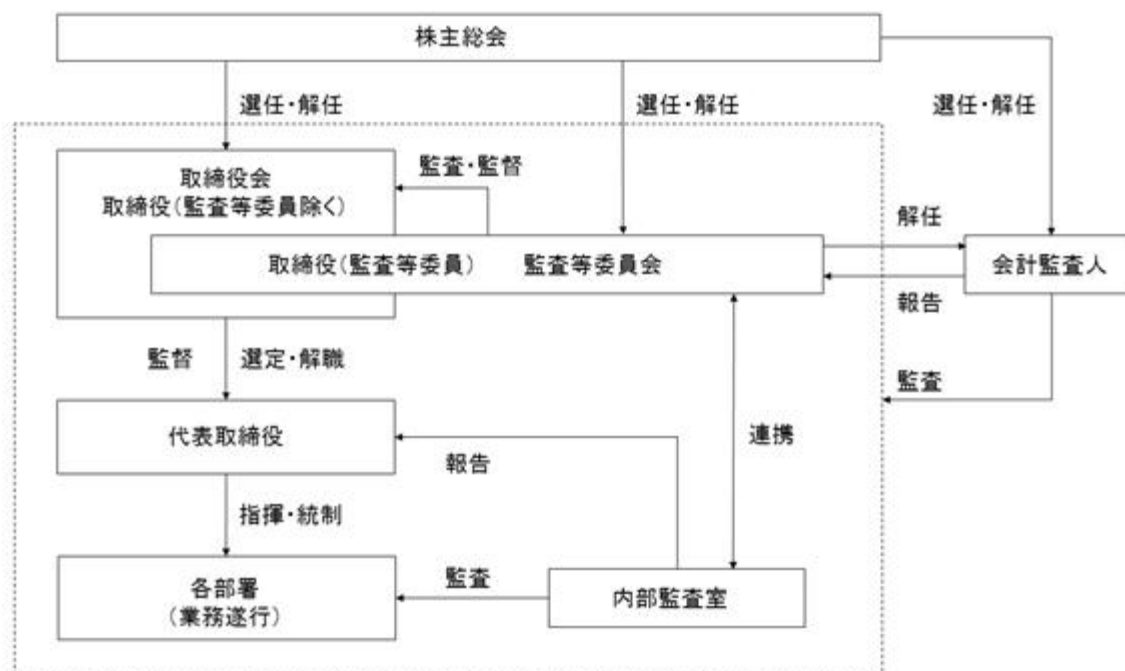 株主総会
選任・解任
選任・解任
選任・解任
取締役会
取締役(監査等委員除く)
監査・監督
取締役(監査等委員)
監査等委員会
解任
会計監査人
報告
監督
選定・解職
監査
代表取締役
報告
連携
指揮・統制
各部署
(業務遂行)
監査
内部監査室